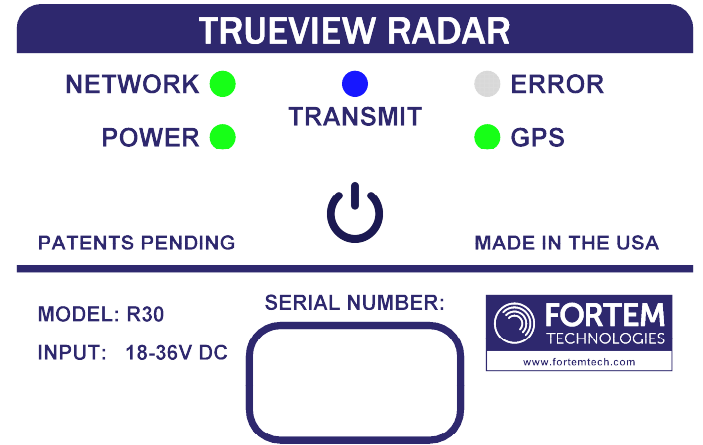 TRUEVIEW RADAR
NETWORK
TRANSMIT
ERROR
POWER
GPS
PATENTS PENDING
MADE IN THE USA
MODEL: R30
INPUT: 18-36V DC
SERIAL NUMBER:
FORTEM
TECHNOLOGIES
www.fortemtech.com